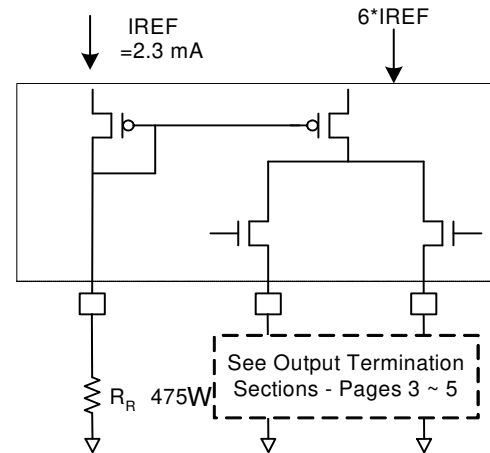 IREF
=2.3 mA
6*IREF
See Output Termination
Sections - Pages 3 ~ 5
RR 475W